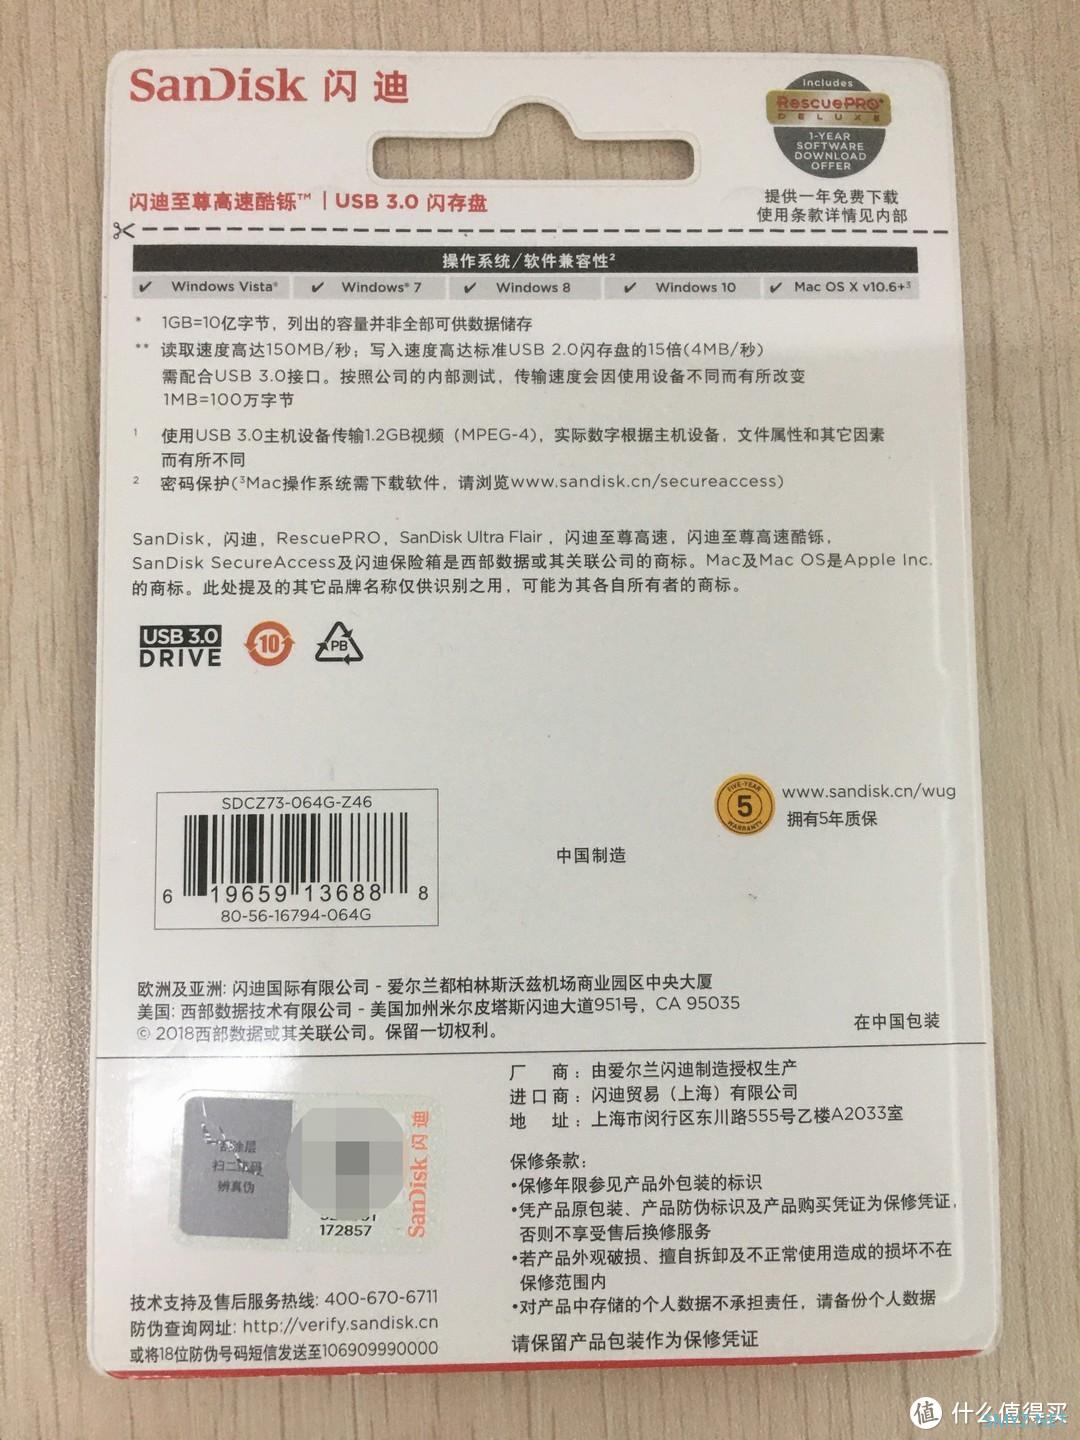 SanDisk 闪迪
Includes
RescuePRO®
DELUXE
1-YEAR
SOFTWARE
DOWNLOAD
OFFER
提供一年免费下载
使用条款详情见内部
闪迪至尊高速酷铄™ | USB 3.0 闪存盘
操作系统/软件兼容性²
✓ Windows Vista® ✓ Windows® 7 ✓ Windows 8 ✓ Windows 10 ✓ Mac OS X v10.6+³
* 1GB=10亿字节，列出的容量并非全部可供数据储存
** 读取速度高达150MB/秒；写入速度高达标准USB 2.0闪存盘的15倍(4MB/秒)
需配合USB 3.0接口。按照公司的内部测试，传输速度会因使用设备不同而有所改变
1MB=100万字节
¹ 使用USB 3.0主机设备传输1.2GB视频（MPEG-4），实际数字根据主机设备，文件属性和其它因素
而有所不同
² 密码保护(³Mac操作系统需下载软件，请浏览www.sandisk.cn/secureaccess)
SanDisk，闪迪，RescuePRO，SanDisk Ultra Flair，闪迪至尊高速，闪迪至尊高速酷铄，
SanDisk SecureAccess及闪迪保险箱是西部数据或其关联公司的商标。Mac及Mac OS是Apple Inc.
的商标。此处提及的其它品牌名称仅供识别之用，可能为其各自所有者的商标。
USB 3.0
DRIVE
10
PB
SDCZ73-064G-Z46
6 19659 13688 8
80-56-16794-064G
中国制造
FIVE-YEAR
5
WARRANTY
www.sandisk.cn/wug
拥有5年质保
欧洲及亚洲: 闪迪国际有限公司 - 爱尔兰都柏林斯沃兹机场商业园区中央大厦
美国: 西部数据技术有限公司 - 美国加州米尔皮塔斯闪迪大道951号，CA 95035
© 2018西部数据或其关联公司。保留一切权利。
在中国包装
厂 商：由爱尔兰闪迪制造授权生产
进口商：闪迪贸易（上海）有限公司
地 址：上海市闵行区东川路555号乙楼A2033室
涂层
扫二维码
辨真伪
172857
SanDisk 闪迪
保修条款：
•保修年限参见产品外包装的标识
•凭产品原包装、产品防伪标识及产品购买凭证为保修凭证，
否则不享受售后换修服务
•若产品外观破损、擅自拆卸及不正常使用造成的损坏不在
保修范围内
•对产品中存储的个人数据不承担责任，请备份个人数据
请保留产品包装作为保修凭证
技术支持及售后服务热线: 400-670-6711
防伪查询网址: http://verify.sandisk.cn
或将18位防伪号码短信发送至106909990000
值 什么值得买